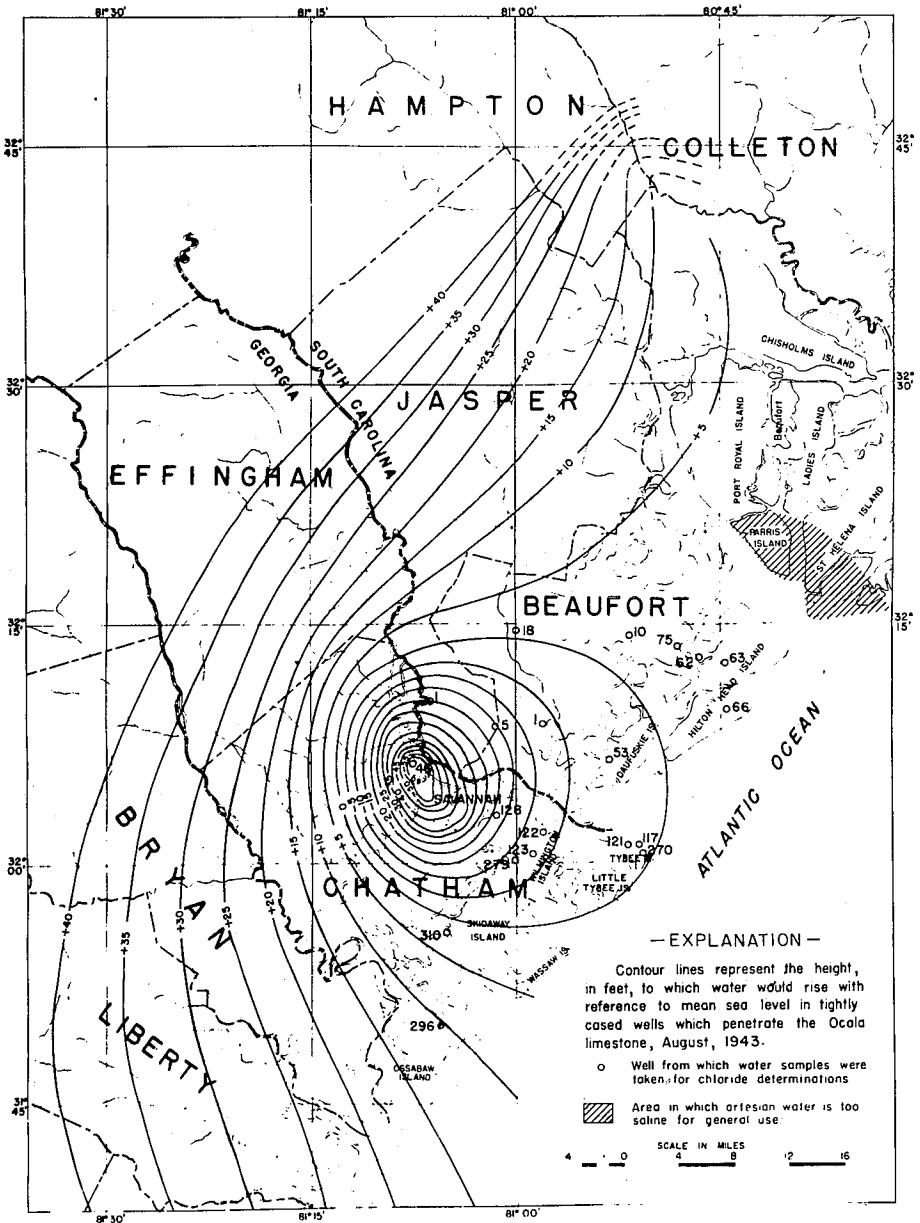 81°30' 81°15' 81°00' 80°45'
HAMPTON
32° 45'
COLLETON
32° 45'
+40
+35
+30
+25
+20
CHISHOLMS ISLAND
GEORGIA
SOUTH CAROLINA
32° 30'
32° 30'
JASPER
+15
+5
+10
PORT ROYAL ISLAND
Beaufort
LADIES ISLAND
ST HELENA ISLAND
EFFINGHAM
PARRIS ISLAND
BEAUFORT
32° 15'
32° 15'
18
10
75
62
63
HILTON HEAD ISLAND
66
1
5
1
53
DAUFUSKIE IS.
ATLANTIC OCEAN
SAVANNAH
128
122
123
279
121
117
270
WILMINGTON ISLAND
TYBEE IS.
LITTLE TYBEE IS.
+15
+10
+5
32° 00'
32° 00'
CHATHAM
BRYAN
+40
+35
+30
+25
+20
310
SKIDAWAY ISLAND
WASSAW IS.
296
OSSABAW ISLAND
LIBERTY
31° 45'
— EXPLANATION —
Contour lines represent the height,
in feet, to which water would rise with
reference to mean sea level in tightly
cased wells which penetrate the Ocala
limestone, August, 1943.
Well from which water samples were
taken for chloride determinations
Area in which artesian water is too
saline for general use
SCALE IN MILES
4 0 4 8 12 16
81°30' 81°15' 81°00'